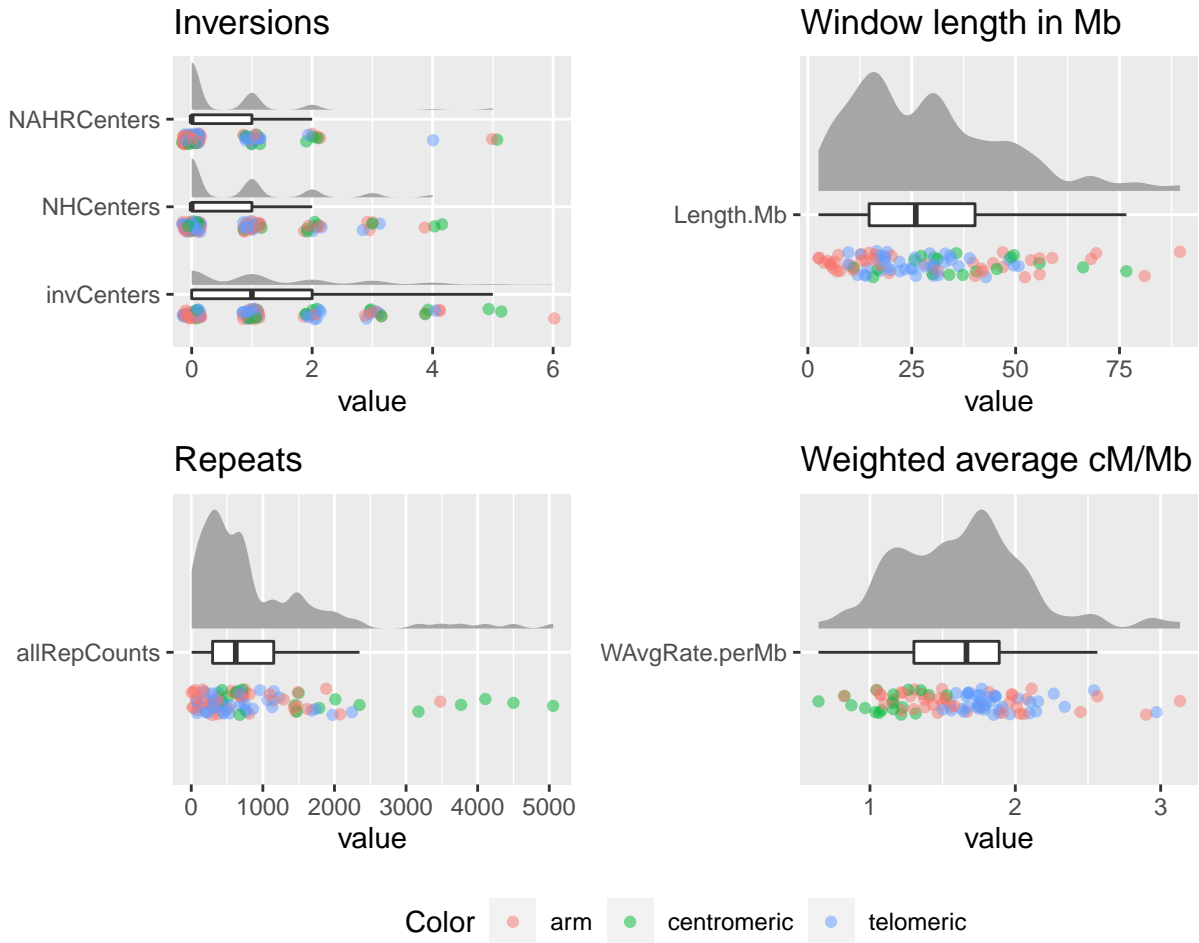 Inversions
NAHRCenters
NHCenters
invCenters
0 2 4 6
value
Window length in Mb
Length.Mb
0 25 50 75
value
Repeats
allRepCounts
0 1000 2000 3000 4000 5000
value
Weighted average cM/Mb
WAvgRate.perMb
1 2 3
value
Color arm centromeric telomeric